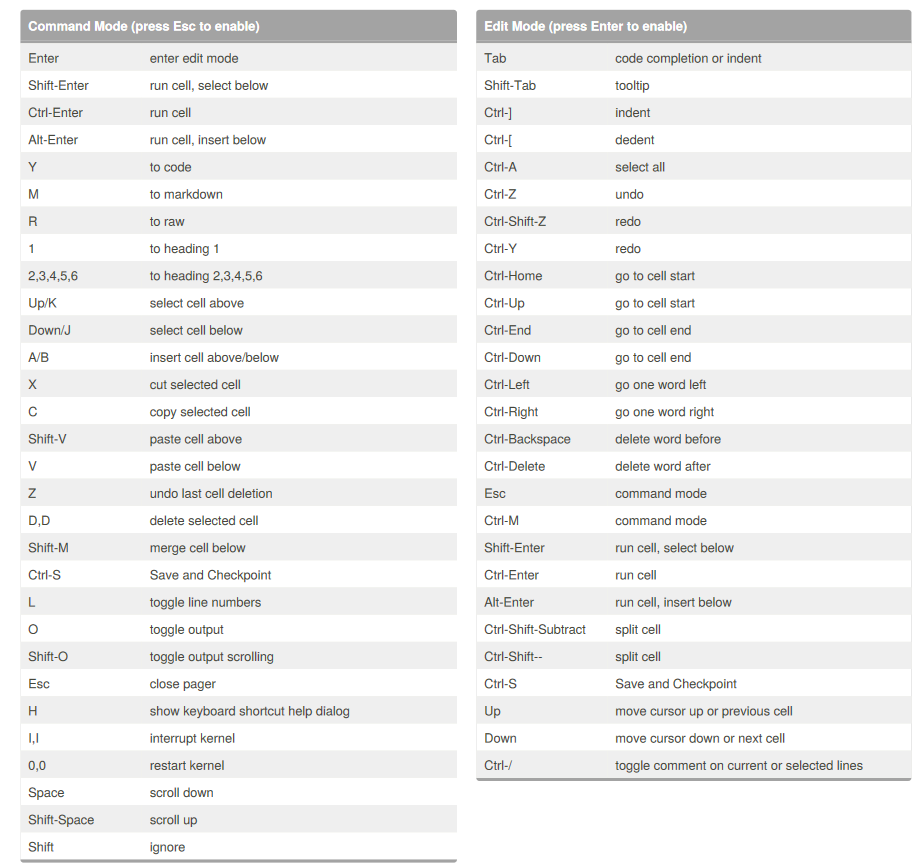 Command Mode (press Esc to enable)
Enter enter edit mode
Shift-Enter run cell, select below
Ctrl-Enter run cell
Alt-Enter run cell, insert below
Y to code
M to markdown
R to raw
1 to heading 1
2,3,4,5,6 to heading 2,3,4,5,6
Up/K select cell above
Down/J select cell below
A/B insert cell above/below
X cut selected cell
C copy selected cell
Shift-V paste cell above
V paste cell below
Z undo last cell deletion
D,D delete selected cell
Shift-M merge cell below
Ctrl-S Save and Checkpoint
L toggle line numbers
O toggle output
Shift-O toggle output scrolling
Esc close pager
H show keyboard shortcut help dialog
I,I interrupt kernel
0,0 restart kernel
Space scroll down
Shift-Space scroll up
Shift ignore
Edit Mode (press Enter to enable)
Tab code completion or indent
Shift-Tab tooltip
Ctrl-] indent
Ctrl-[ dedent
Ctrl-A select all
Ctrl-Z undo
Ctrl-Shift-Z redo
Ctrl-Y redo
Ctrl-Home go to cell start
Ctrl-Up go to cell start
Ctrl-End go to cell end
Ctrl-Down go to cell end
Ctrl-Left go one word left
Ctrl-Right go one word right
Ctrl-Backspace delete word before
Ctrl-Delete delete word after
Esc command mode
Ctrl-M command mode
Shift-Enter run cell, select below
Ctrl-Enter run cell
Alt-Enter run cell, insert below
Ctrl-Shift-Subtract split cell
Ctrl-Shift-- split cell
Ctrl-S Save and Checkpoint
Up move cursor up or previous cell
Down move cursor down or next cell
Ctrl-/ toggle comment on current or selected lines